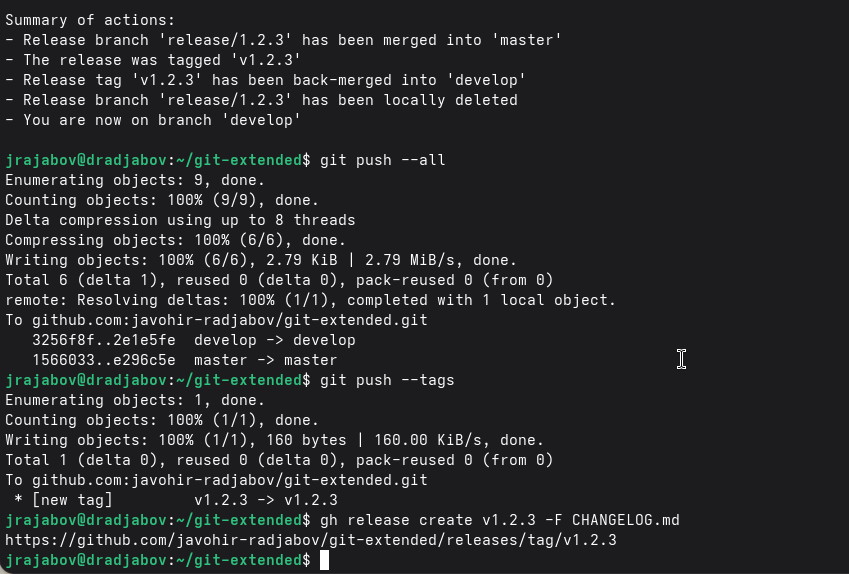 Summary of actions:
- Release branch 'release/1.2.3' has been merged into 'master'
- The release was tagged 'v1.2.3'
- Release tag 'v1.2.3' has been back-merged into 'develop'
- Release branch 'release/1.2.3' has been locally deleted
- You are now on branch 'develop'
jrajabov@dradjabov:~/git-extended$ git push --all
Enumerating objects: 9, done.
Counting objects: 100% (9/9), done.
Delta compression using up to 8 threads
Compressing objects: 100% (6/6), done.
Writing objects: 100% (6/6), 2.79 KiB | 2.79 MiB/s, done.
Total 6 (delta 1), reused 0 (delta 0), pack-reused 0 (from 0)
remote: Resolving deltas: 100% (1/1), completed with 1 local object.
To github.com:javohir-radjabov/git-extended.git
   3256f8f..2e1e5fe  develop -> develop
   1566033..e296c5e  master -> master
jrajabov@dradjabov:~/git-extended$ git push --tags
Enumerating objects: 1, done.
Counting objects: 100% (1/1), done.
Writing objects: 100% (1/1), 160 bytes | 160.00 KiB/s, done.
Total 1 (delta 0), reused 0 (delta 0), pack-reused 0 (from 0)
To github.com:javohir-radjabov/git-extended.git
 * [new tag]         v1.2.3 -> v1.2.3
jrajabov@dradjabov:~/git-extended$ gh release create v1.2.3 -F CHANGELOG.md
https://github.com/javohir-radjabov/git-extended/releases/tag/v1.2.3
jrajabov@dradjabov:~/git-extended$